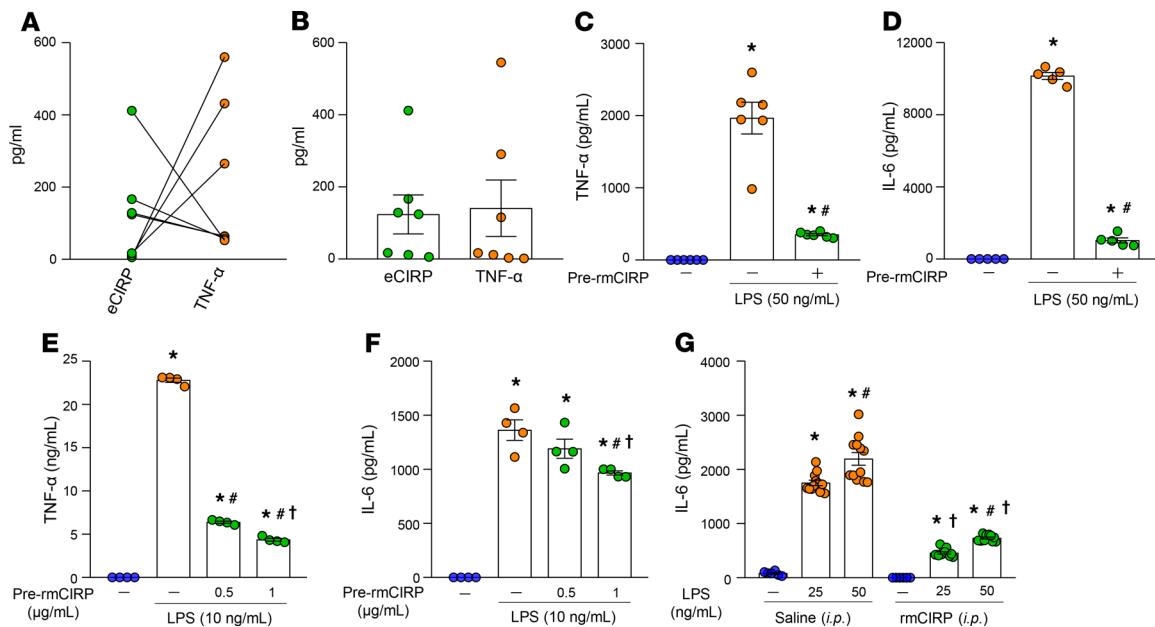 A
600
400
200
0
pg/ml
eCIRP
TNF-α
B
600
400
200
0
pg/ml
eCIRP
TNF-α
C
3000
2000
1000
0
TNF-α (pg/mL)
*
* #
Pre-rmCIRP – – +
LPS (50 ng/mL)
D
12000
8000
4000
0
IL-6 (pg/mL)
*
* #
Pre-rmCIRP – – +
LPS (50 ng/mL)
E
25
20
15
10
5
0
TNF-α (ng/mL)
*
* #
* # †
Pre-rmCIRP – – 0.5 1
(μg/mL)
LPS (10 ng/mL)
F
2000
1500
1000
500
0
IL-6 (pg/mL)
*
*
* # †
Pre-rmCIRP – – 0.5 1
(μg/mL)
LPS (10 ng/mL)
G
4000
3000
2000
1000
0
IL-6 (pg/mL)
*
* #
* †
* # †
LPS – 25 50 – 25 50
(ng/mL)
Saline (i.p.) rmCIRP (i.p.)